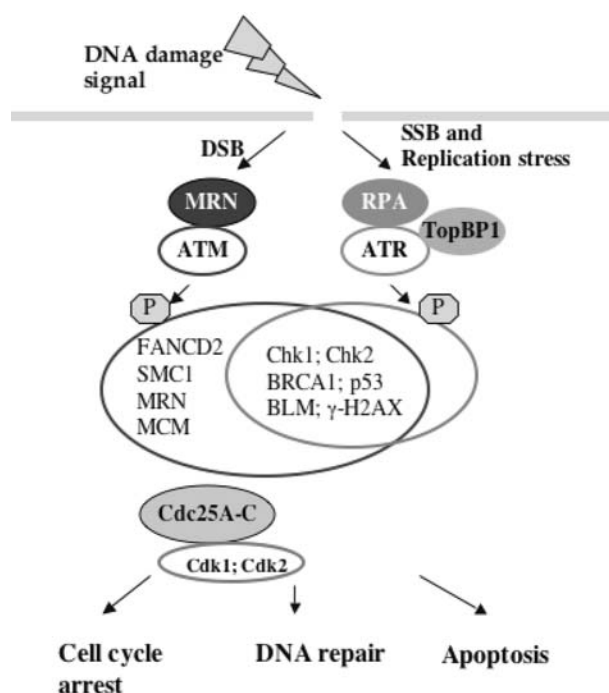 DNA damage
signal
DSB
SSB and
Replication stress
MRN
RPA
TopBP1
ATM
ATR
P
P
FANCD2
SMC1
MRN
MCM
Chk1; Chk2
BRCA1; p53
BLM; γ-H2AX
Cdc25A-C
Cdk1; Cdk2
Cell cycle
arrest
DNA repair
Apoptosis